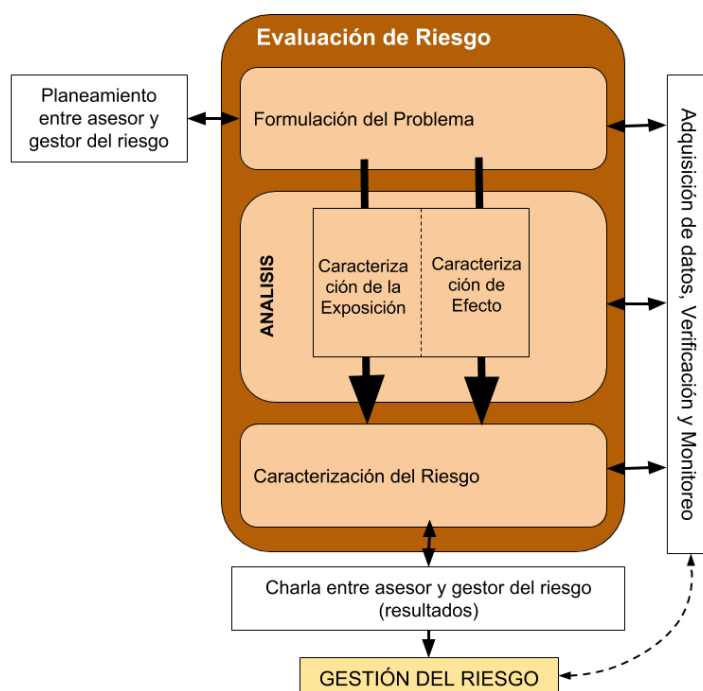 Evaluación de Riesgo
Planeamiento
entre asesor y
gestor del riesgo
Formulación del Problema
ANALISIS
Caracteriza
ción de la
Exposición
Caracteriza
ción de
Efecto
Caracterización del Riesgo
Adquisición de datos, Verificación y Monitoreo
Charla entre asesor y gestor del riesgo
(resultados)
GESTIÓN DEL RIESGO